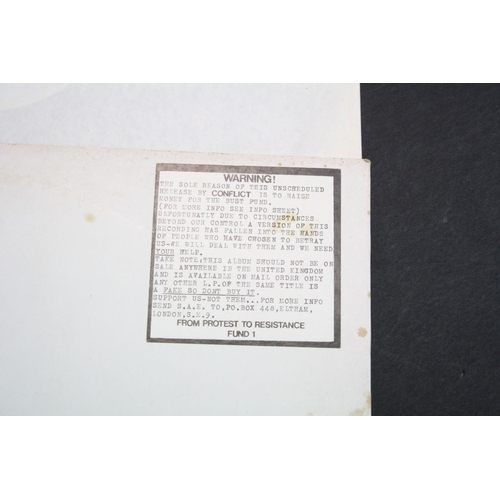 WARNING!
THE SOLE REASON OF THIS UNSCHEDULED
RELEASE BY CONFLICT IS TO RAISE
MONEY FOR THE BUST FUND.
(FOR MORE INFO SEE INFO SHEET)
UNFORTUNATLY DUE TO CIRCUMSTANCES
BEYOND OUR CONTROL A VERSION OF THIS
RECORDING HAS FALLEN INTO THE HANDS
OF PEOPLE WHO HAVE CHOSEN TO BETRAY
US-WE WILL DEAL WITH THEM AND WE NEED
YOUR HELP.
TAKE NOTE:THIS ALBUM SHOULD NOT BE ON
SALE ANYWHERE IN THE UNITED KINGDOM
AND IS AVAILABLE ON MAIL ORDER ONLY
ANY OTHER L.P.OF THE SAME TITLE IS
A FAKE SO DONT BUY IT.
SUPPORT US-NOT THEM...FOR MORE INFO
SEND S.A.E. TO,PO.BOX 448,ELTHAM,
LONDON,S.E.9.
FROM PROTEST TO RESISTANCE
FUND 1